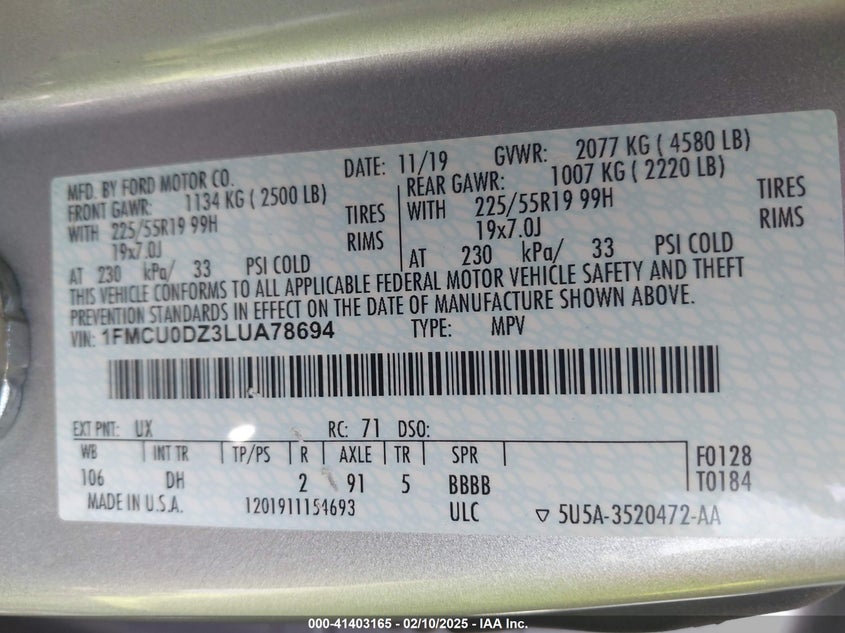 MFD. BY FORD MOTOR CO. DATE: 11/19 GVWR: 2077 KG ( 4580 LB)
FRONT GAWR: 1134 KG ( 2500 LB) REAR GAWR: 1007 KG ( 2220 LB)
WITH 225/55R19 99H TIRES WITH 225/55R19 99H TIRES
19x7.0J RIMS 19x7.0J RIMS
AT 230 kPa/ 33 PSI COLD AT 230 kPa/ 33 PSI COLD
THIS VEHICLE CONFORMS TO ALL APPLICABLE FEDERAL MOTOR VEHICLE SAFETY AND THEFT
PREVENTION STANDARDS IN EFFECT ON THE DATE OF MANUFACTURE SHOWN ABOVE.
VIN: 1FMCU0DZ3LUA78694 TYPE: MPV
EXT PNT: UX RC: 71 DSO:
WB INT TR TP/PS R AXLE TR SPR F0128
106 DH 2 91 5 BBBB T0184
MADE IN U.S.A. 1201911154693 ULC ▽ 5U5A-3520472-AA
000-41403165 - 02/10/2025 - IAA Inc.